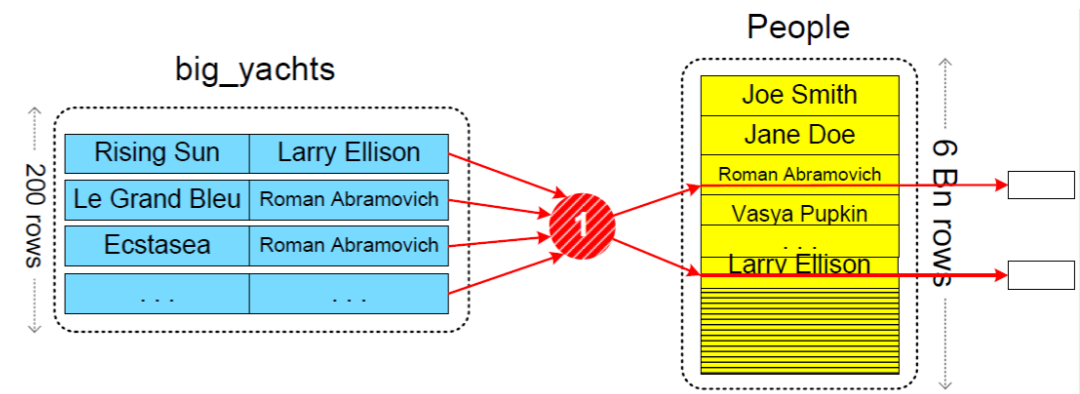 People
big_yachts
200 rows
Rising Sun Larry Ellison
Le Grand Bleu Roman Abramovich
Ecstasea Roman Abramovich
. . . . . .
1
Joe Smith
Jane Doe
Roman Abramovich
Vasya Pupkin
. . .
Larry Ellison
6 Bn rows